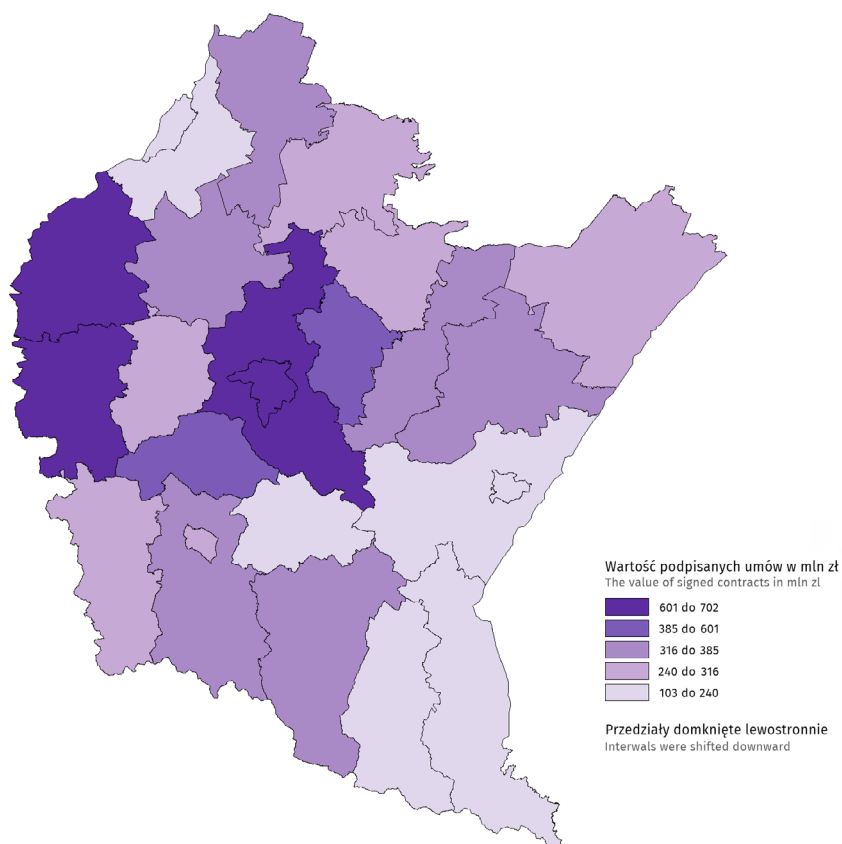 Wartość podpisanych umów w mln zł
The value of signed contracts in mln zl
601 do 702
385 do 601
316 do 385
240 do 316
103 do 240
Przedziały domknięte lewostronnie
Interwals were shifted downward